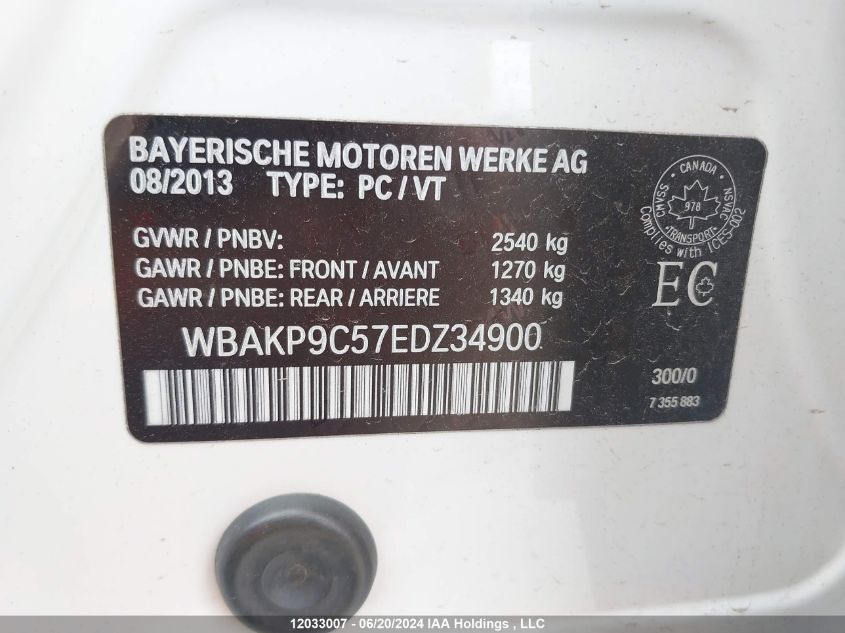 BAYERISCHE MOTOREN WERKE AG
08/2013 TYPE: PC / VT
GVWR / PNBV: 2540 kg
GAWR / PNBE: FRONT / AVANT 1270 kg
GAWR / PNBE: REAR / ARRIERE 1340 kg
WBAKP9C57EDZ34900
CANADA
CMVSS
NSVAC
978
TRANSPORT
Complies with ICES-002
EC
300/0
7 355 883
12033007 - 06/20/2024 IAA Holdings , LLC